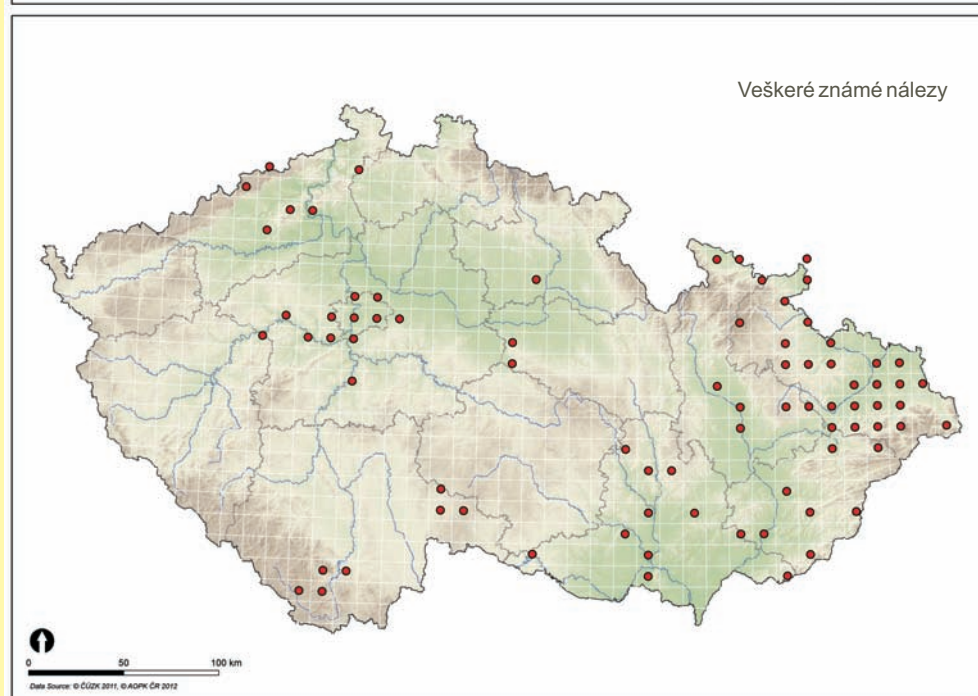 Veškeré známé nálezy
0 50 100 km
Data Source: © ČÚZK 2011, © AOPK ČR 2012